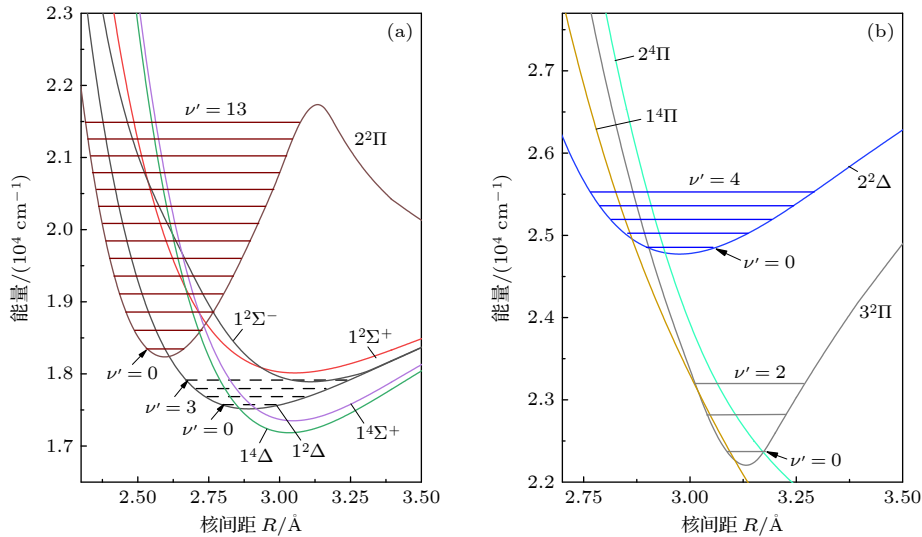 (a)
2.3
2.2
2.1
2.0
1.9
1.8
1.7
能量/(10⁴ cm⁻¹)
ν′=13
2²Π
1²Σ⁻
1²Σ⁺
ν′=0
ν′=3
ν′=0
1⁴Δ
1²Δ
1⁴Σ⁺
2.50
2.75
3.00
3.25
3.50
核间距 R/Å
(b)
2.7
2.6
2.5
2.4
2.3
2.2
能量/(10⁴ cm⁻¹)
2⁴Π
1⁴Π
ν′=4
2²Δ
ν′=0
3²Π
ν′=2
ν′=0
2.7
3.00
3.25
3.50
核间距 R/Å